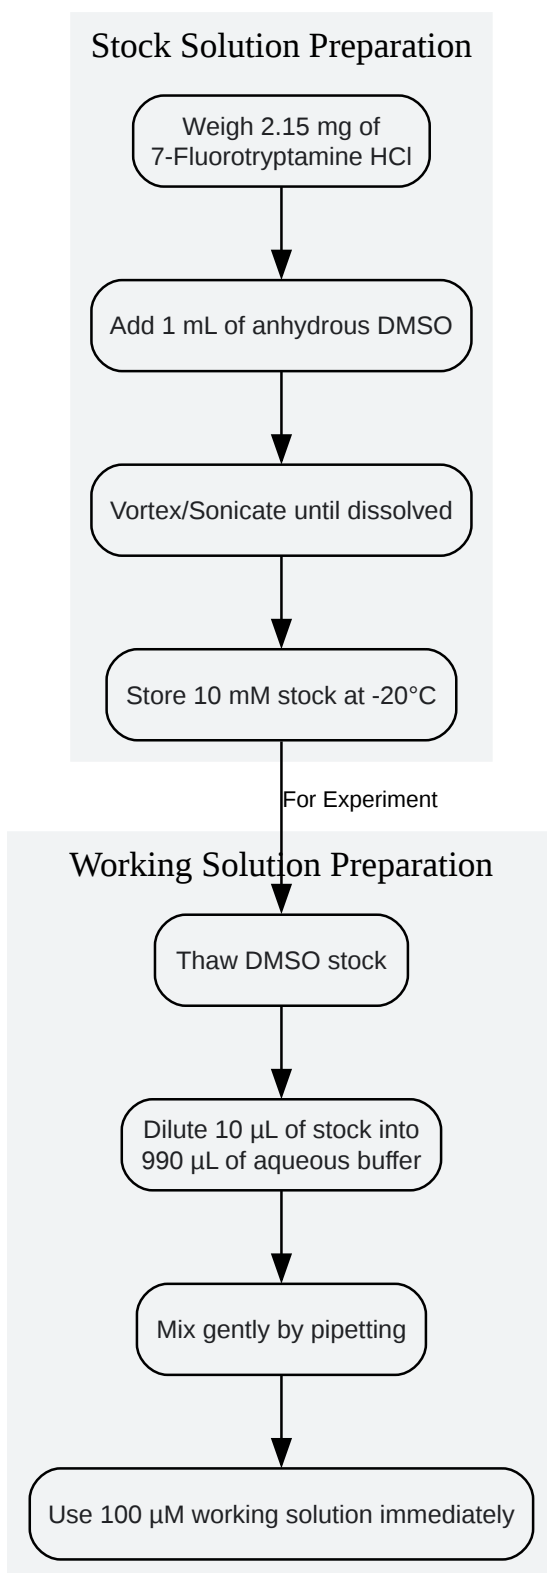 Stock Solution Preparation
Weigh 2.15 mg of
7-Fluorotryptamine HCl
Add 1 mL of anhydrous DMSO
Vortex/Sonicate until dissolved
Store 10 mM stock at -20°C
For Experiment
Working Solution Preparation
Thaw DMSO stock
Dilute 10 µL of stock into
990 µL of aqueous buffer
Mix gently by pipetting
Use 100 µM working solution immediately